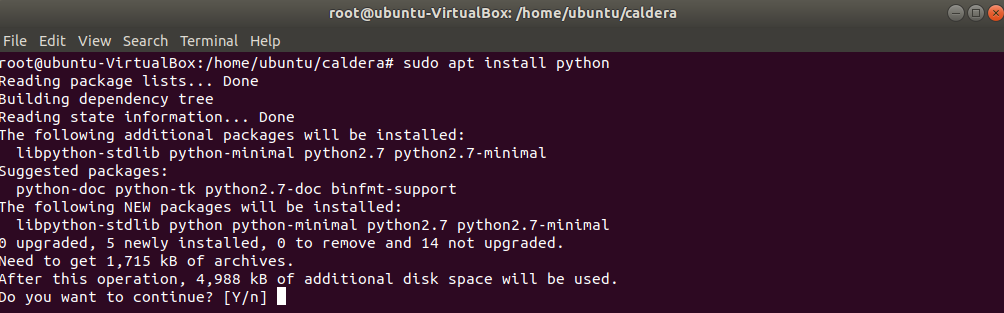 root@ubuntu-VirtualBox: /home/ubuntu/caldera
File Edit View Search Terminal Help
root@ubuntu-VirtualBox:/home/ubuntu/caldera# sudo apt install python
Reading package lists... Done
Building dependency tree
Reading state information... Done
The following additional packages will be installed:
  libpython-stdlib python-minimal python2.7 python2.7-minimal
Suggested packages:
  python-doc python-tk python2.7-doc binfmt-support
The following NEW packages will be installed:
  libpython-stdlib python python-minimal python2.7 python2.7-minimal
0 upgraded, 5 newly installed, 0 to remove and 14 not upgraded.
Need to get 1,715 kB of archives.
After this operation, 4,988 kB of additional disk space will be used.
Do you want to continue? [Y/n]